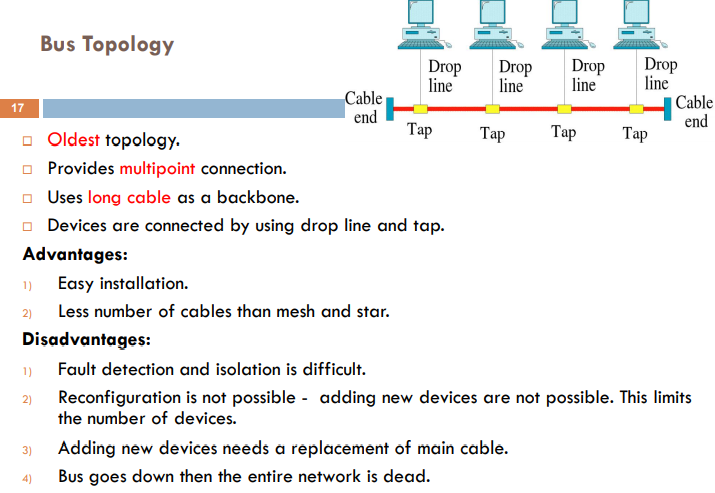 Bus Topology
Drop line
Drop line
Drop line
Drop line
Cable end
Cable end
Tap
Tap
Tap
Tap
17
Oldest topology.
Provides multipoint connection.
Uses long cable as a backbone.
Devices are connected by using drop line and tap.
Advantages:
1) Easy installation.
2) Less number of cables than mesh and star.
Disadvantages:
1) Fault detection and isolation is difficult.
2) Reconfiguration is not possible - adding new devices are not possible. This limits
the number of devices.
3) Adding new devices needs a replacement of main cable.
4) Bus goes down then the entire network is dead.